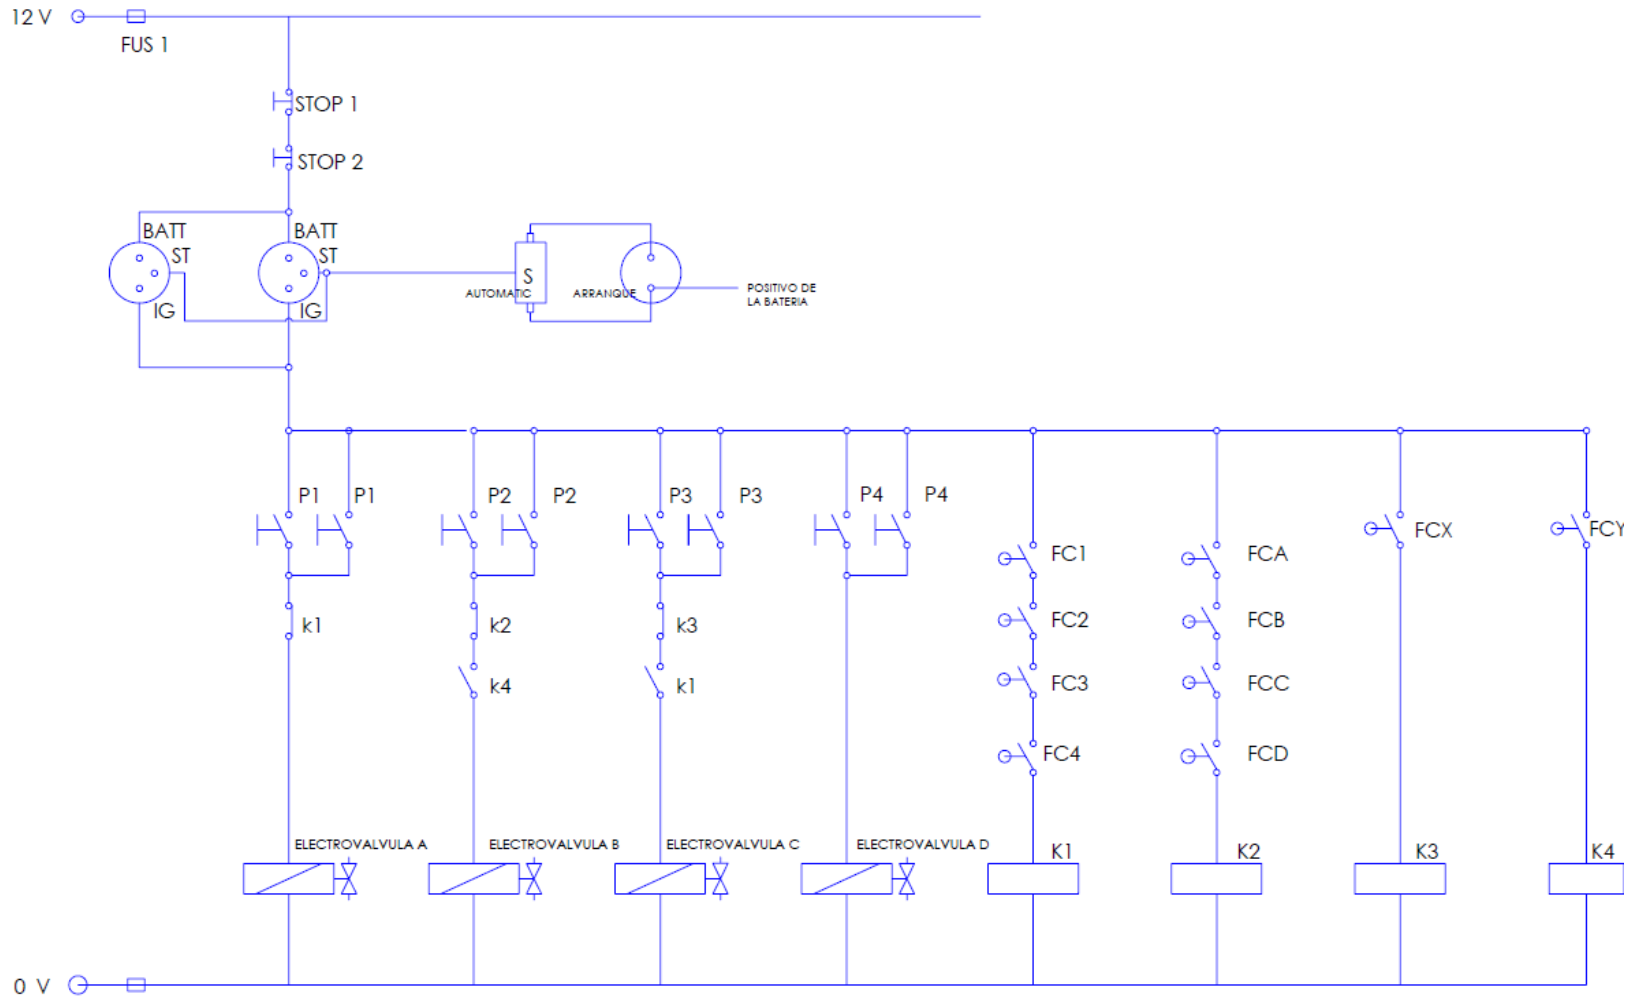 12 V
FUS 1
STOP 1
STOP 2
BATT
BATT
ST
ST
S
AUTOMATIC
ARRANQUE
POSITIVO DE
LA BATERIA
IG
IG
P1
P1
P2
P2
P3
P3
P4
P4
FCX
FCY
FC1
FCA
FC2
FCB
k1
k2
k3
FC3
FCC
k4
k1
FC4
FCD
ELECTROVALVULA A
ELECTROVALVULA B
ELECTROVALVULA C
ELECTROVALVULA D
K1
K2
K3
K4
0 V